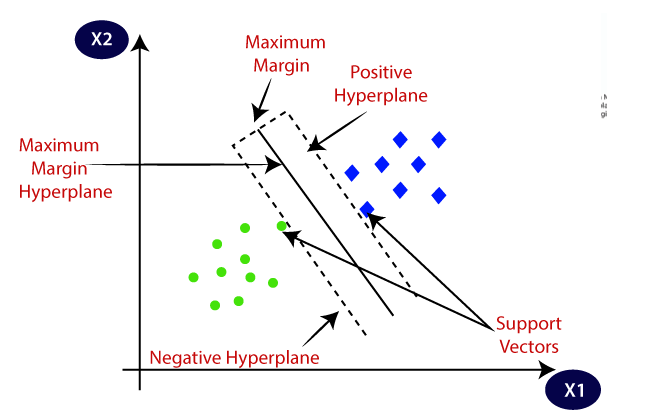 X2
Maximum
Margin
Positive
Hyperplane
Maximum
Margin
Hyperplane
Support
Vectors
Negative Hyperplane
X1